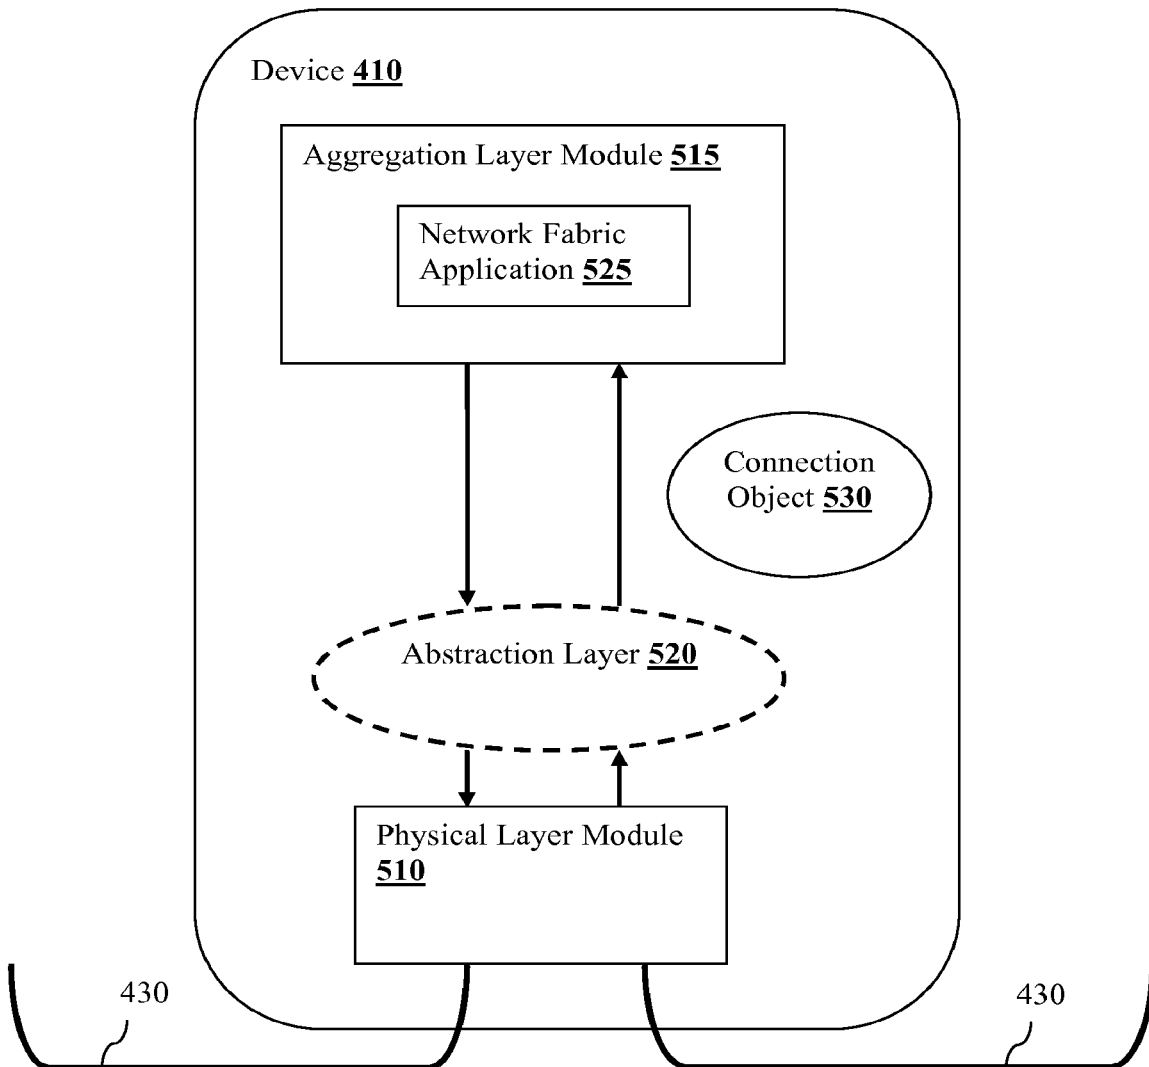 Device 410
Aggregation Layer Module 515
Network Fabric
Application 525
Connection
Object 530
Abstraction Layer 520
Physical Layer Module
510
430
430